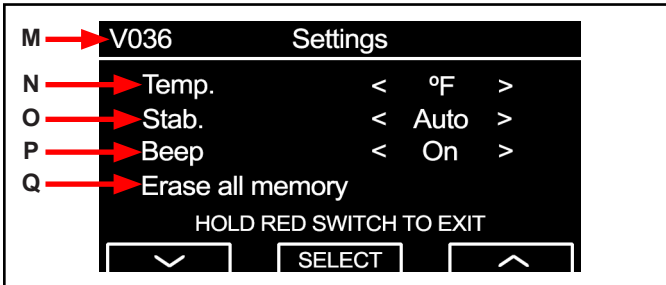 M V036 Settings
N Temp. < ºF >
O Stab. < Auto >
P Beep < On >
Q Erase all memory
HOLD RED SWITCH TO EXIT
SELECT